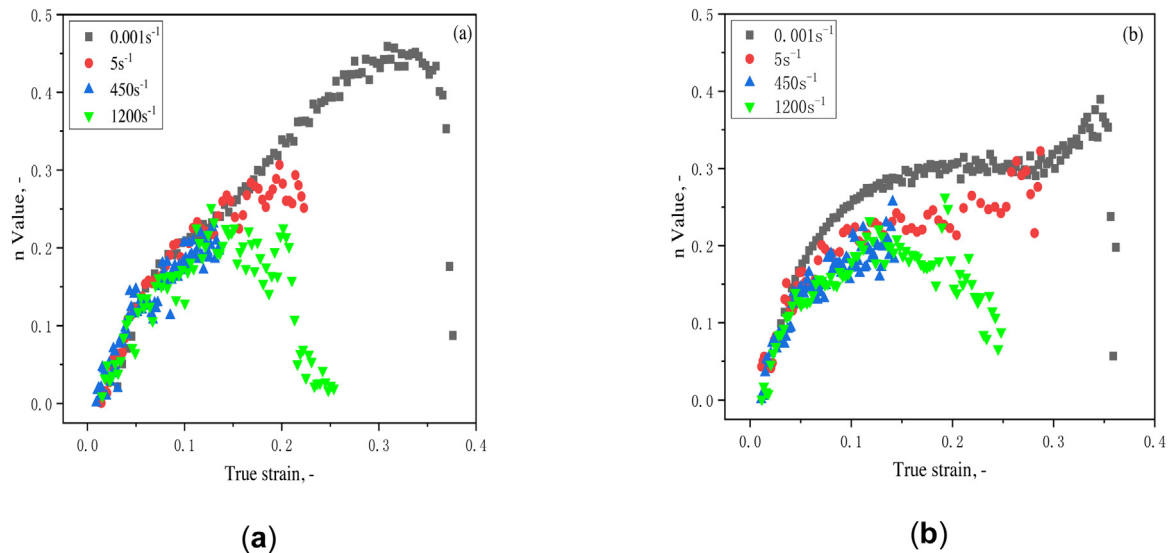 0.5
0.4
0.3
0.2
0.1
0.0
n Value, -
0.001s⁻¹
5s⁻¹
450s⁻¹
1200s⁻¹
(a)
0.0 0.1 0.2 0.3 0.4
True strain, -
(a)
0.5
0.4
0.3
0.2
0.1
0.0
n Value, -
0.001s⁻¹
5s⁻¹
450s⁻¹
1200s⁻¹
(b)
0.0 0.1 0.2 0.3 0.4
True strain, -
(b)